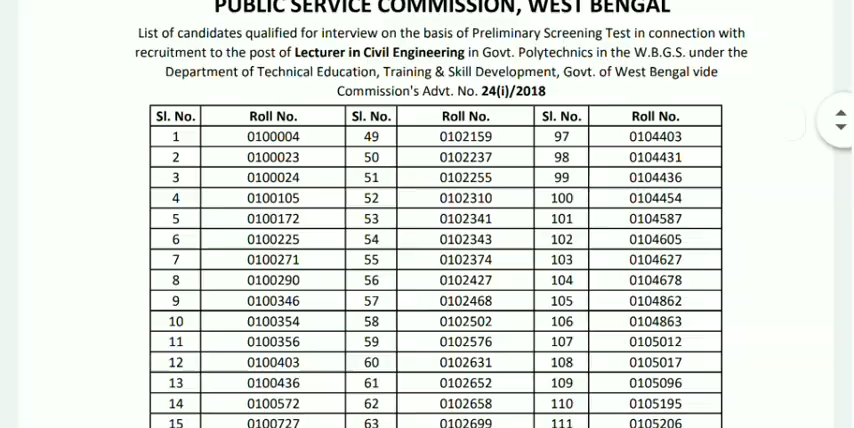 PUBLIC SERVICE COMMISSION, WEST BENGAL
List of candidates qualified for interview on the basis of Preliminary Screening Test in connection with
recruitment to the post of Lecturer in Civil Engineering in Govt. Polytechnics in the W.B.G.S. under the
Department of Technical Education, Training & Skill Development, Govt. of West Bengal vide
Commission's Advt. No. 24(i)/2018
Sl. No. Roll No. Sl. No. Roll No. Sl. No. Roll No.
1 0100004 49 0102159 97 0104403
2 0100023 50 0102237 98 0104431
3 0100024 51 0102255 99 0104436
4 0100105 52 0102310 100 0104454
5 0100172 53 0102341 101 0104587
6 0100225 54 0102343 102 0104605
7 0100271 55 0102374 103 0104627
8 0100290 56 0102427 104 0104678
9 0100346 57 0102468 105 0104862
10 0100354 58 0102502 106 0104863
11 0100356 59 0102576 107 0105012
12 0100403 60 0102631 108 0105017
13 0100436 61 0102652 109 0105096
14 0100572 62 0102658 110 0105195
15 0100727 63 0102699 111 0105206